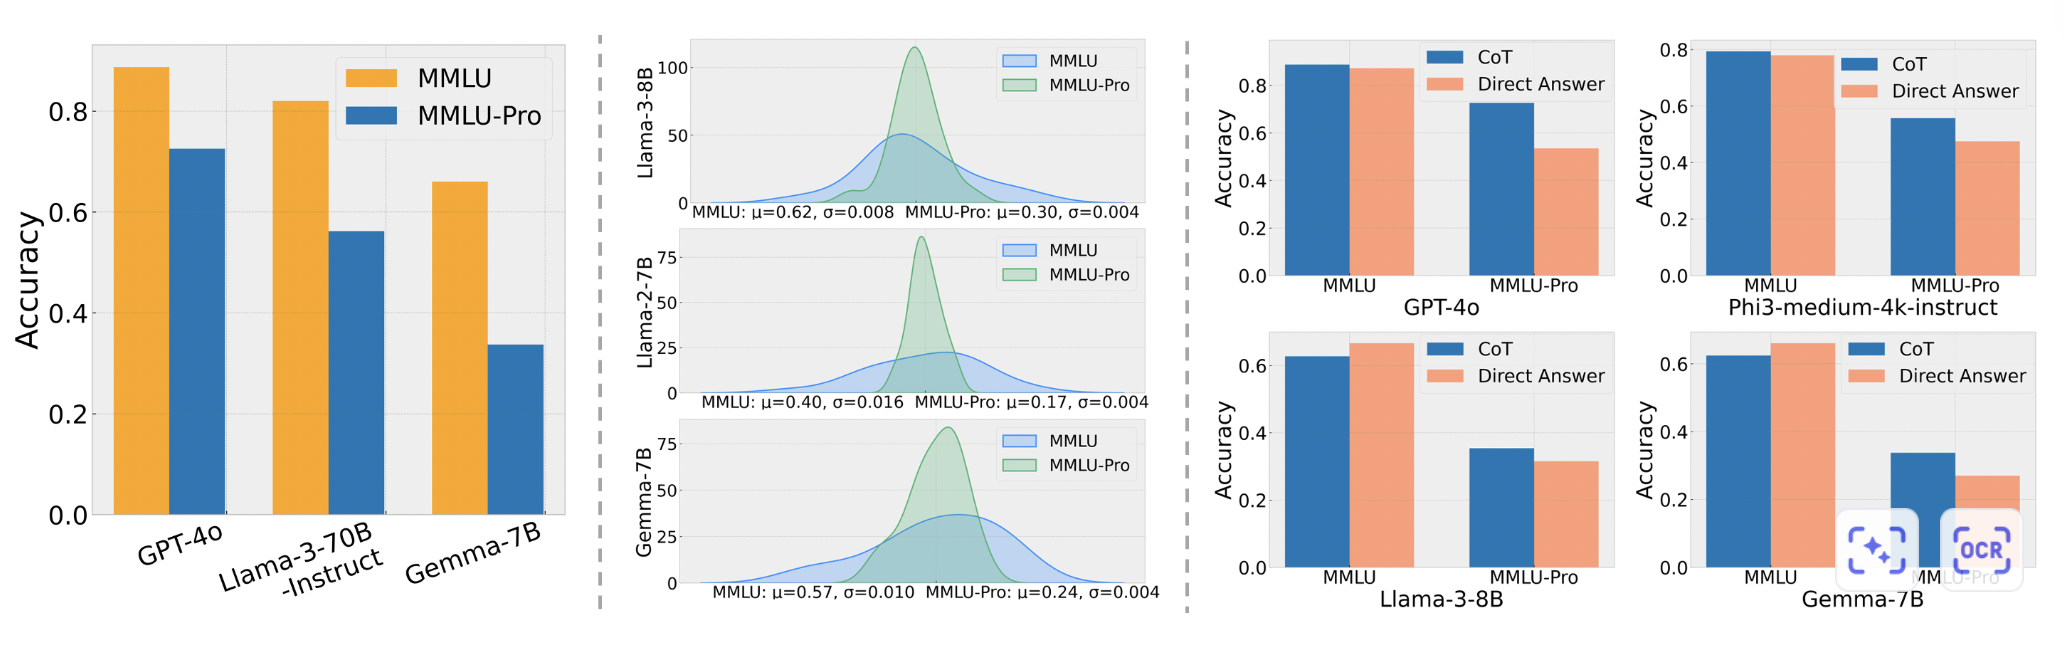 Accuracy
0.8
0.6
0.4
0.2
0.0
MMLU
MMLU-Pro
GPT-4o
Llama-3-70B
-Instruct
Gemma-7B
Llama-3-8B
100
50
0
MMLU
MMLU-Pro
MMLU: μ=0.62, σ=0.008 MMLU-Pro: μ=0.30, σ=0.004
Llama-2-7B
75
50
25
0
MMLU
MMLU-Pro
MMLU: μ=0.40, σ=0.016 MMLU-Pro: μ=0.17, σ=0.004
Gemma-7B
75
50
25
0
MMLU
MMLU-Pro
MMLU: μ=0.57, σ=0.010 MMLU-Pro: μ=0.24, σ=0.004
Accuracy
0.8
0.6
0.4
0.2
0.0
CoT
Direct Answer
MMLU MMLU-Pro
GPT-4o
Accuracy
0.8
0.6
0.4
0.2
0.0
CoT
Direct Answer
MMLU MMLU-Pro
Phi3-medium-4k-instruct
Accuracy
0.6
0.4
0.2
0.0
CoT
Direct Answer
MMLU MMLU-Pro
Llama-3-8B
Accuracy
0.6
0.4
0.2
0.0
CoT
Direct Answer
OCR
MMLU MMLU-Pro
Gemma-7B